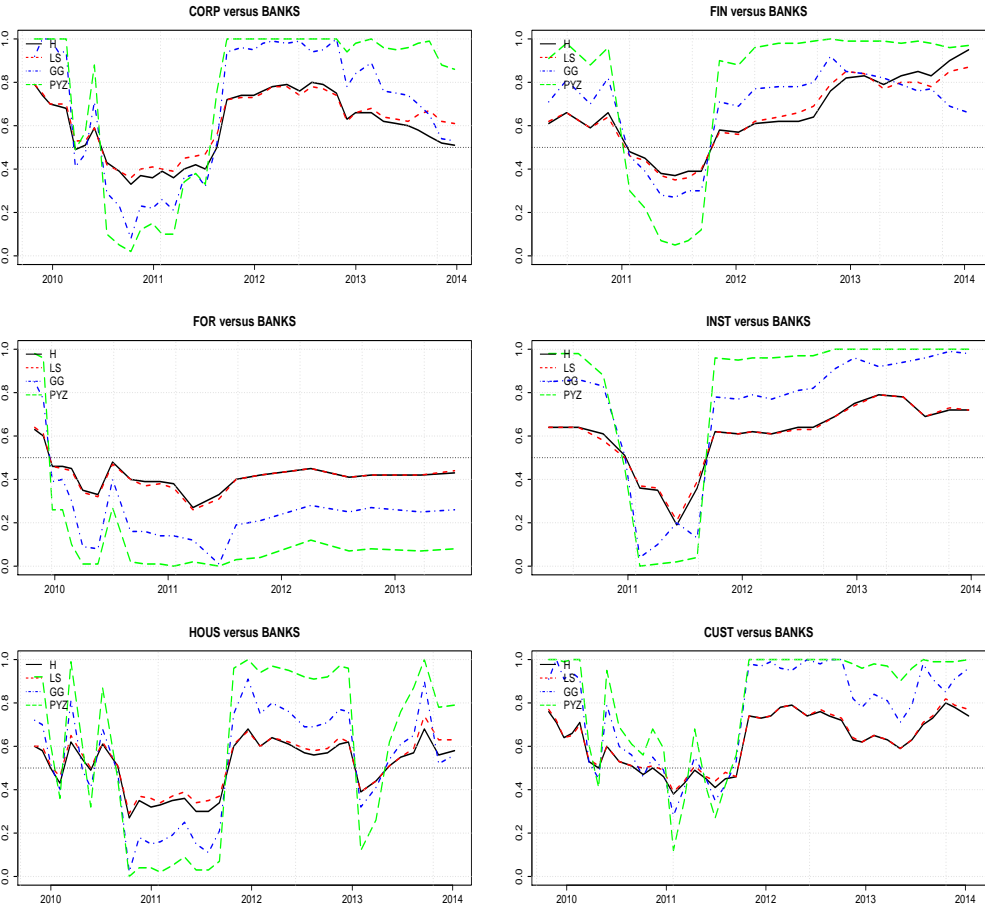 CORP versus BANKS
1.0
0.8
0.6
0.4
0.2
0.0
H
LS
GG
PYZ
2010
2011
2012
2013
2014
FIN versus BANKS
1.0
0.8
0.6
0.4
0.2
0.0
H
LS
GG
PYZ
2011
2012
2013
2014
FOR versus BANKS
1.0
0.8
0.6
0.4
0.2
0.0
H
LS
GG
PYZ
2010
2011
2012
2013
INST versus BANKS
1.0
0.8
0.6
0.4
0.2
0.0
H
LS
GG
PYZ
2011
2012
2013
2014
HOUS versus BANKS
1.0
0.8
0.6
0.4
0.2
0.0
H
LS
GG
PYZ
2010
2011
2012
2013
2014
CUST versus BANKS
1.0
0.8
0.6
0.4
0.2
0.0
H
LS
GG
PYZ
2010
2011
2012
2013
2014